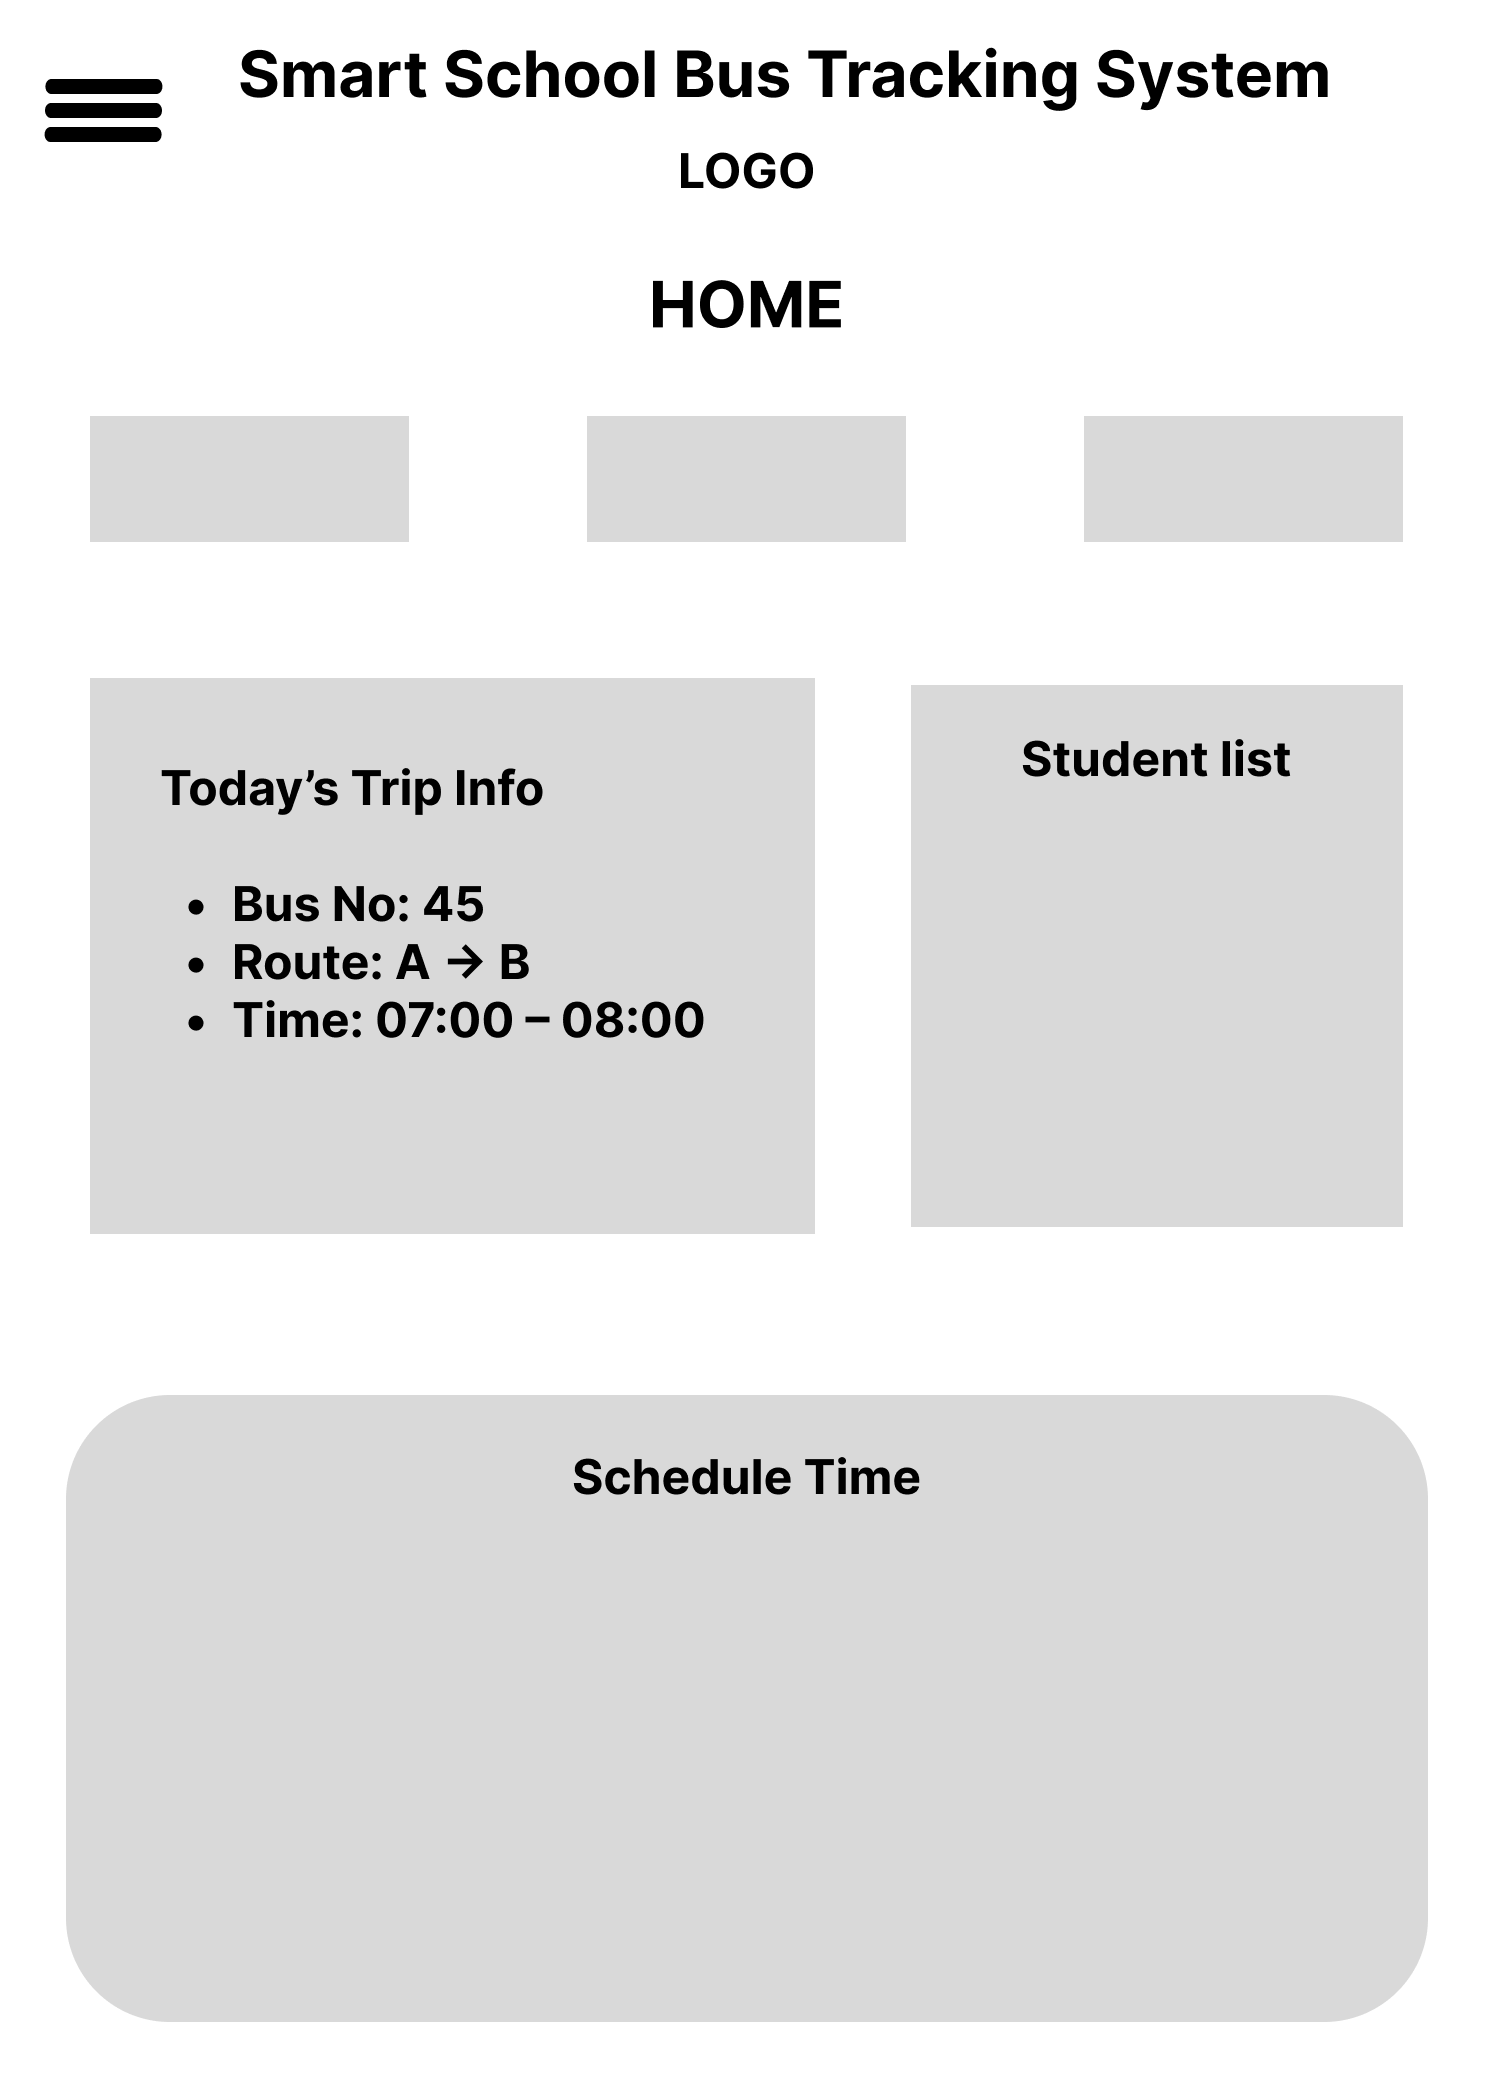 Smart School Bus Tracking System
LOGO
HOME
Today’s Trip Info
• Bus No: 45
• Route: A → B
• Time: 07:00 – 08:00
Student list
Schedule Time